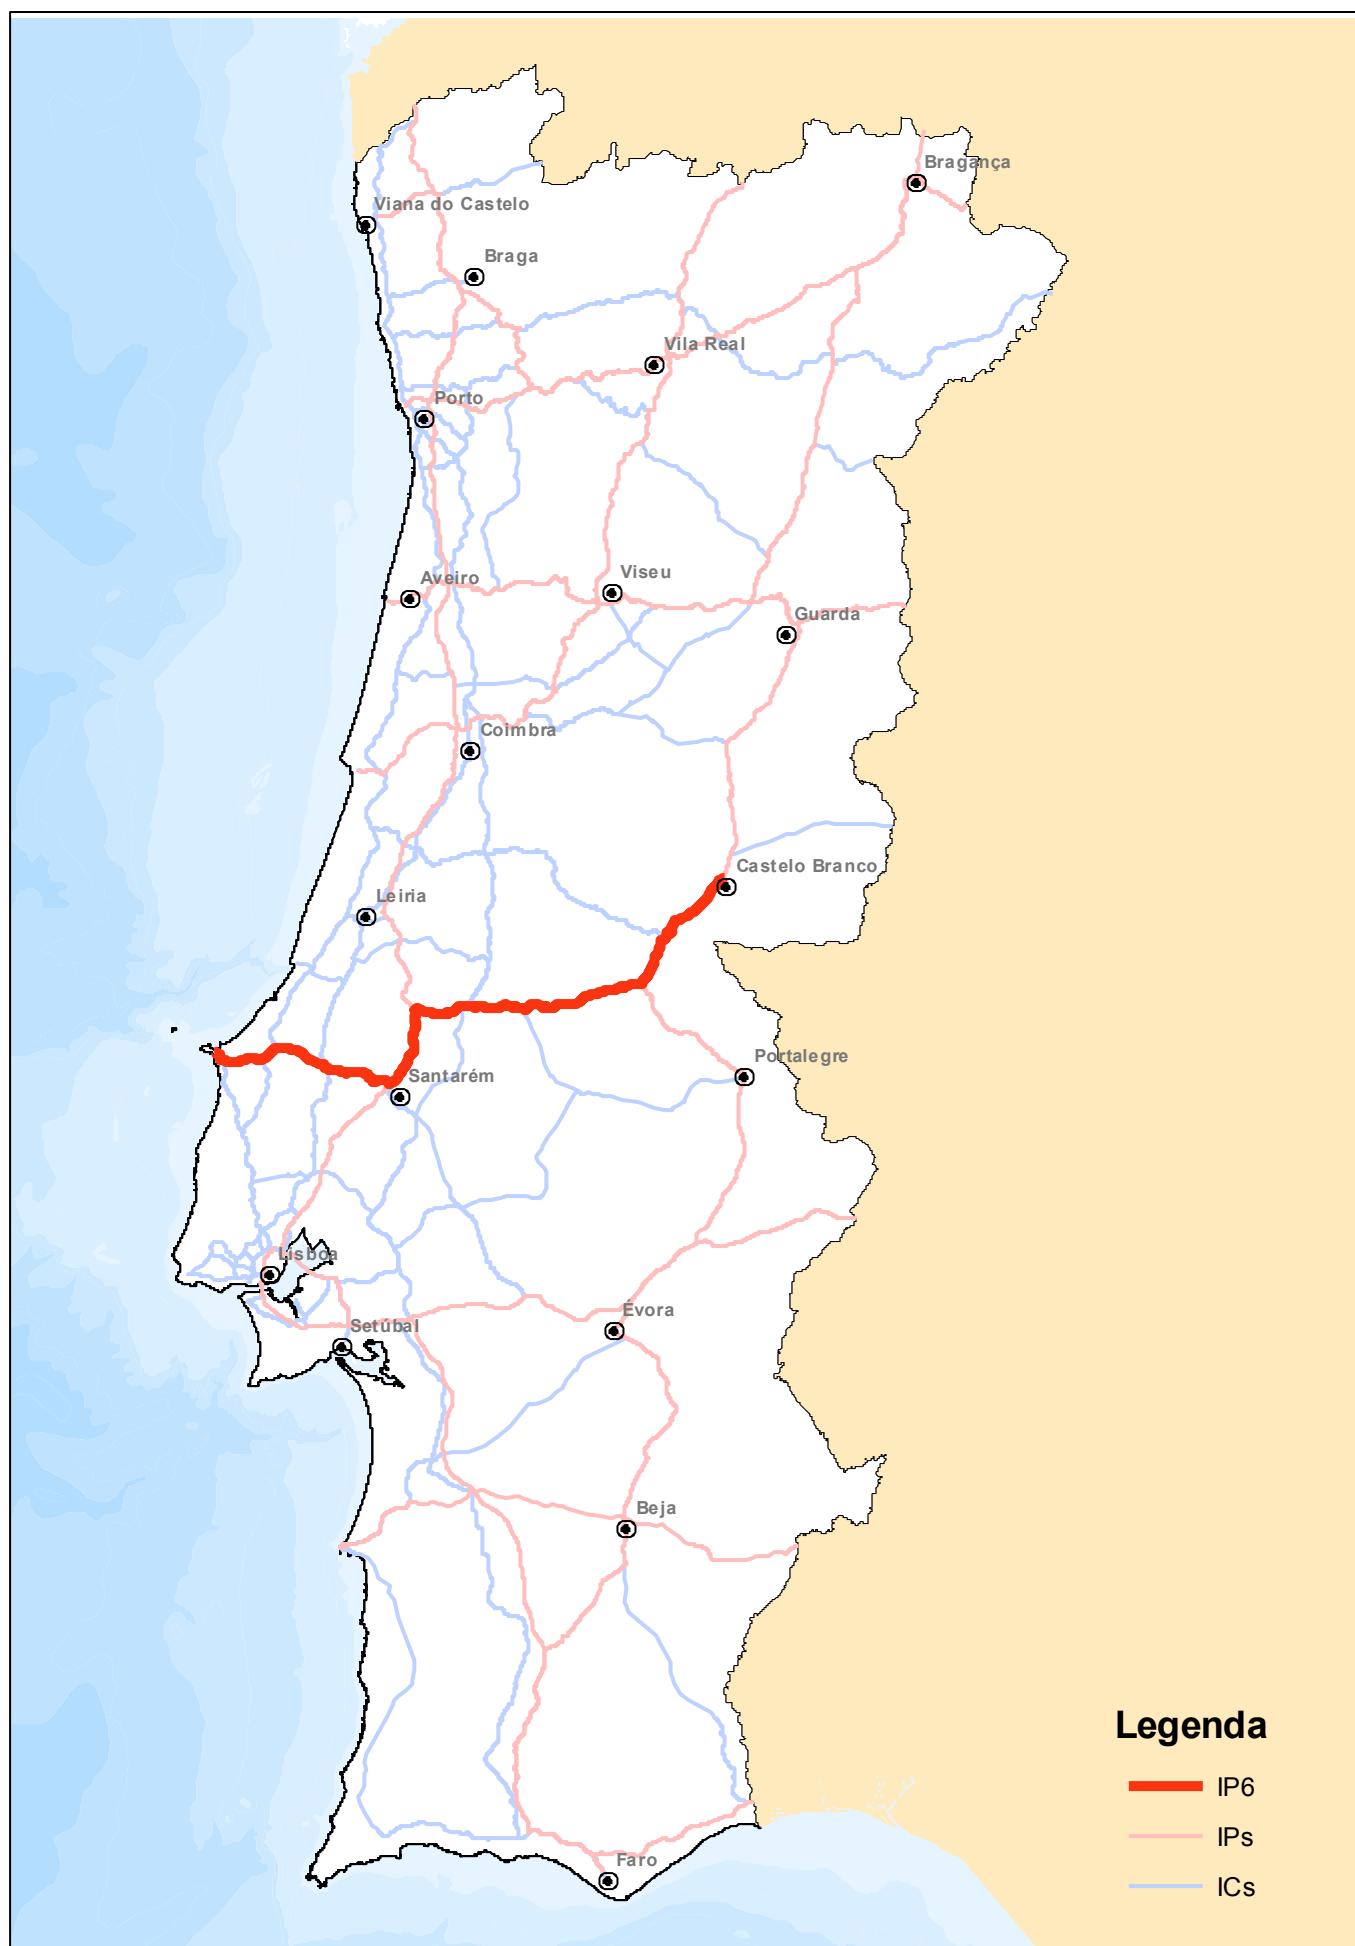 Bragança
Viana do Castelo
Braga
Vila Real
Porto
Aveiro
Viseu
Guarda
Coimbra
Castelo Branco
Leiria
Portalegre
Santarém
Lisboa
Évora
Setúbal
Beja
Faro
Legenda
IP6
IPs
ICs